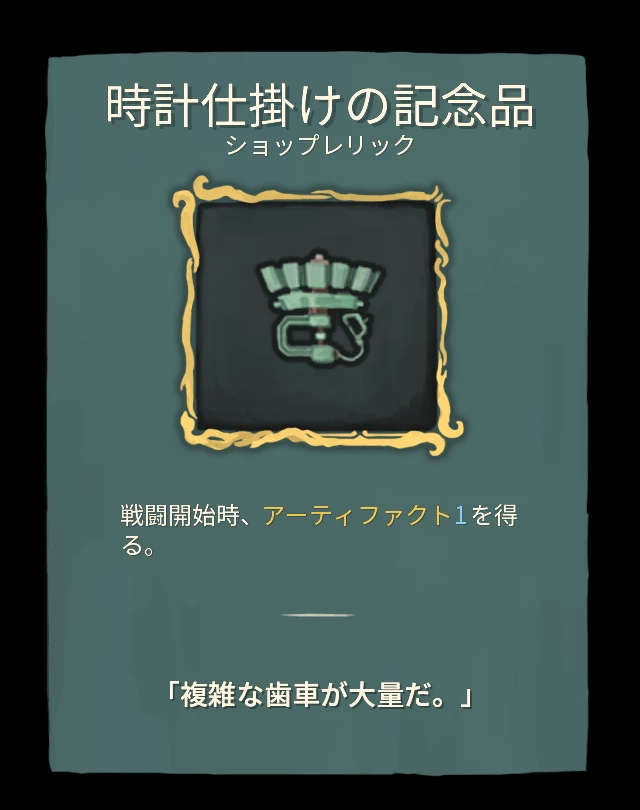 時計仕掛けの記念品
ショップレリック
戦闘開始時、アーティファクト1を得
る。
「複雑な歯車が大量だ。」